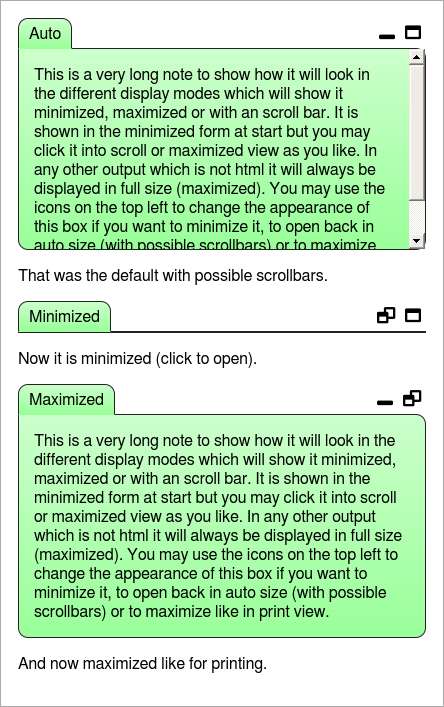 Auto
This is a very long note to show how it will look in
the different display modes which will show it
minimized, maximized or with an scroll bar. It is
shown in the minimized form at start but you may
click it into scroll or maximized view as you like. In
any other output which is not html it will always be
displayed in full size (maximized). You may use the
icons on the top left to change the appearance of
this box if you want to minimize it, to open back in
auto size (with possible scrollbars) or to maximize
That was the default with possible scrollbars.
Minimized
Now it is minimized (click to open).
Maximized
This is a very long note to show how it will look in the
different display modes which will show it minimized,
maximized or with an scroll bar. It is shown in the
minimized form at start but you may click it into scroll
or maximized view as you like. In any other output
which is not html it will always be displayed in full size
(maximized). You may use the icons on the top left to
change the appearance of this box if you want to
minimize it, to open back in auto size (with possible
scrollbars) or to maximize like in print view.
And now maximized like for printing.